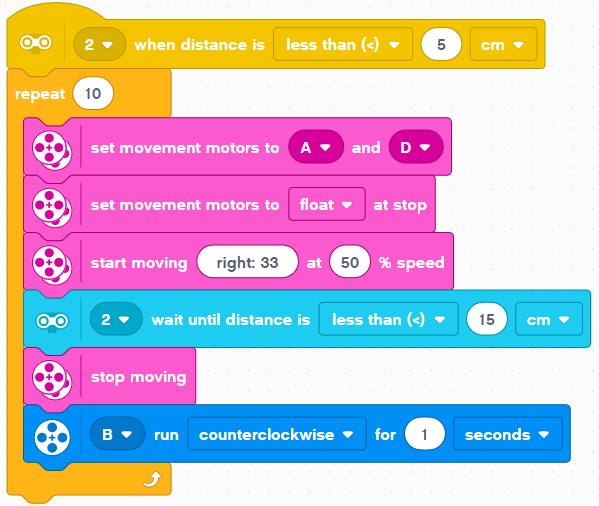 2 when distance is less than (<) 5 cm
repeat 10
set movement motors to A and D
set movement motors to float at stop
start moving right: 33 at 50 % speed
2 wait until distance is less than (<) 15 cm
stop moving
B run counterclockwise for 1 seconds